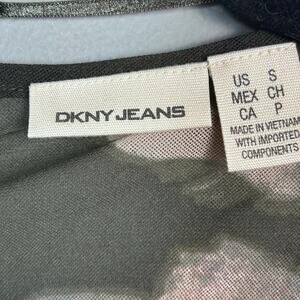 DKNY JEANS
US S
MEX CH
CA P
MADE IN VIETNAM
WITH IMPORTED
COMPONENTS